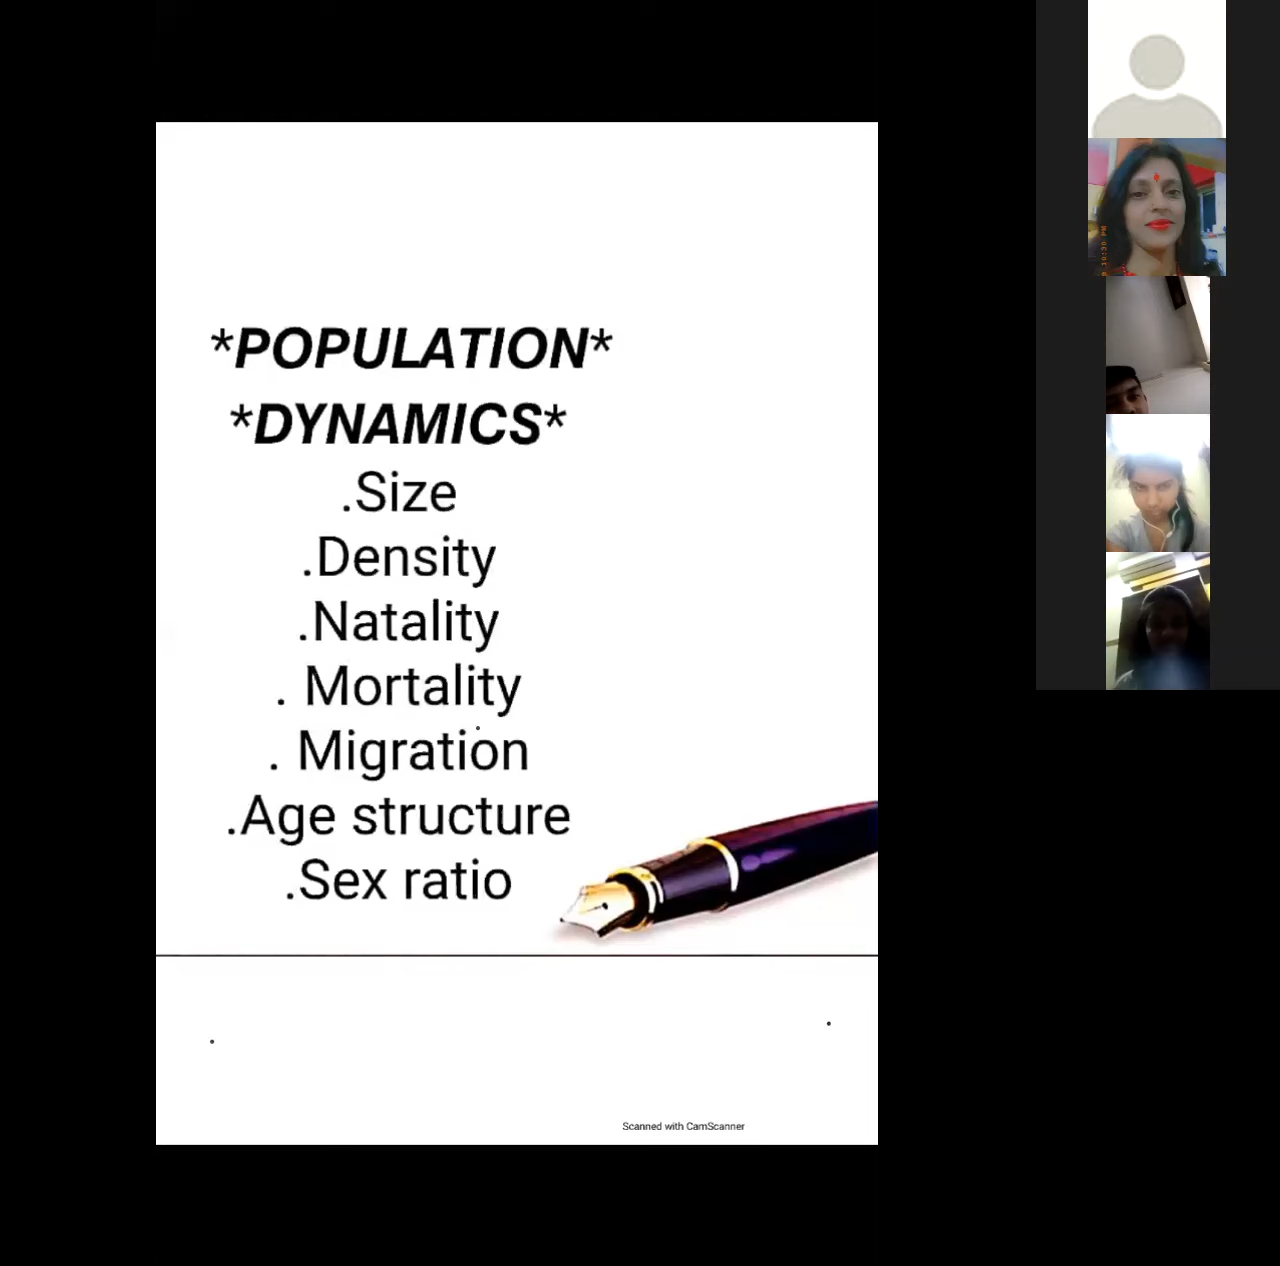 *POPULATION*
*DYNAMICS*
.Size
.Density
.Natality
. Mortality
. Migration
.Age structure
.Sex ratio
Scanned with CamScanner